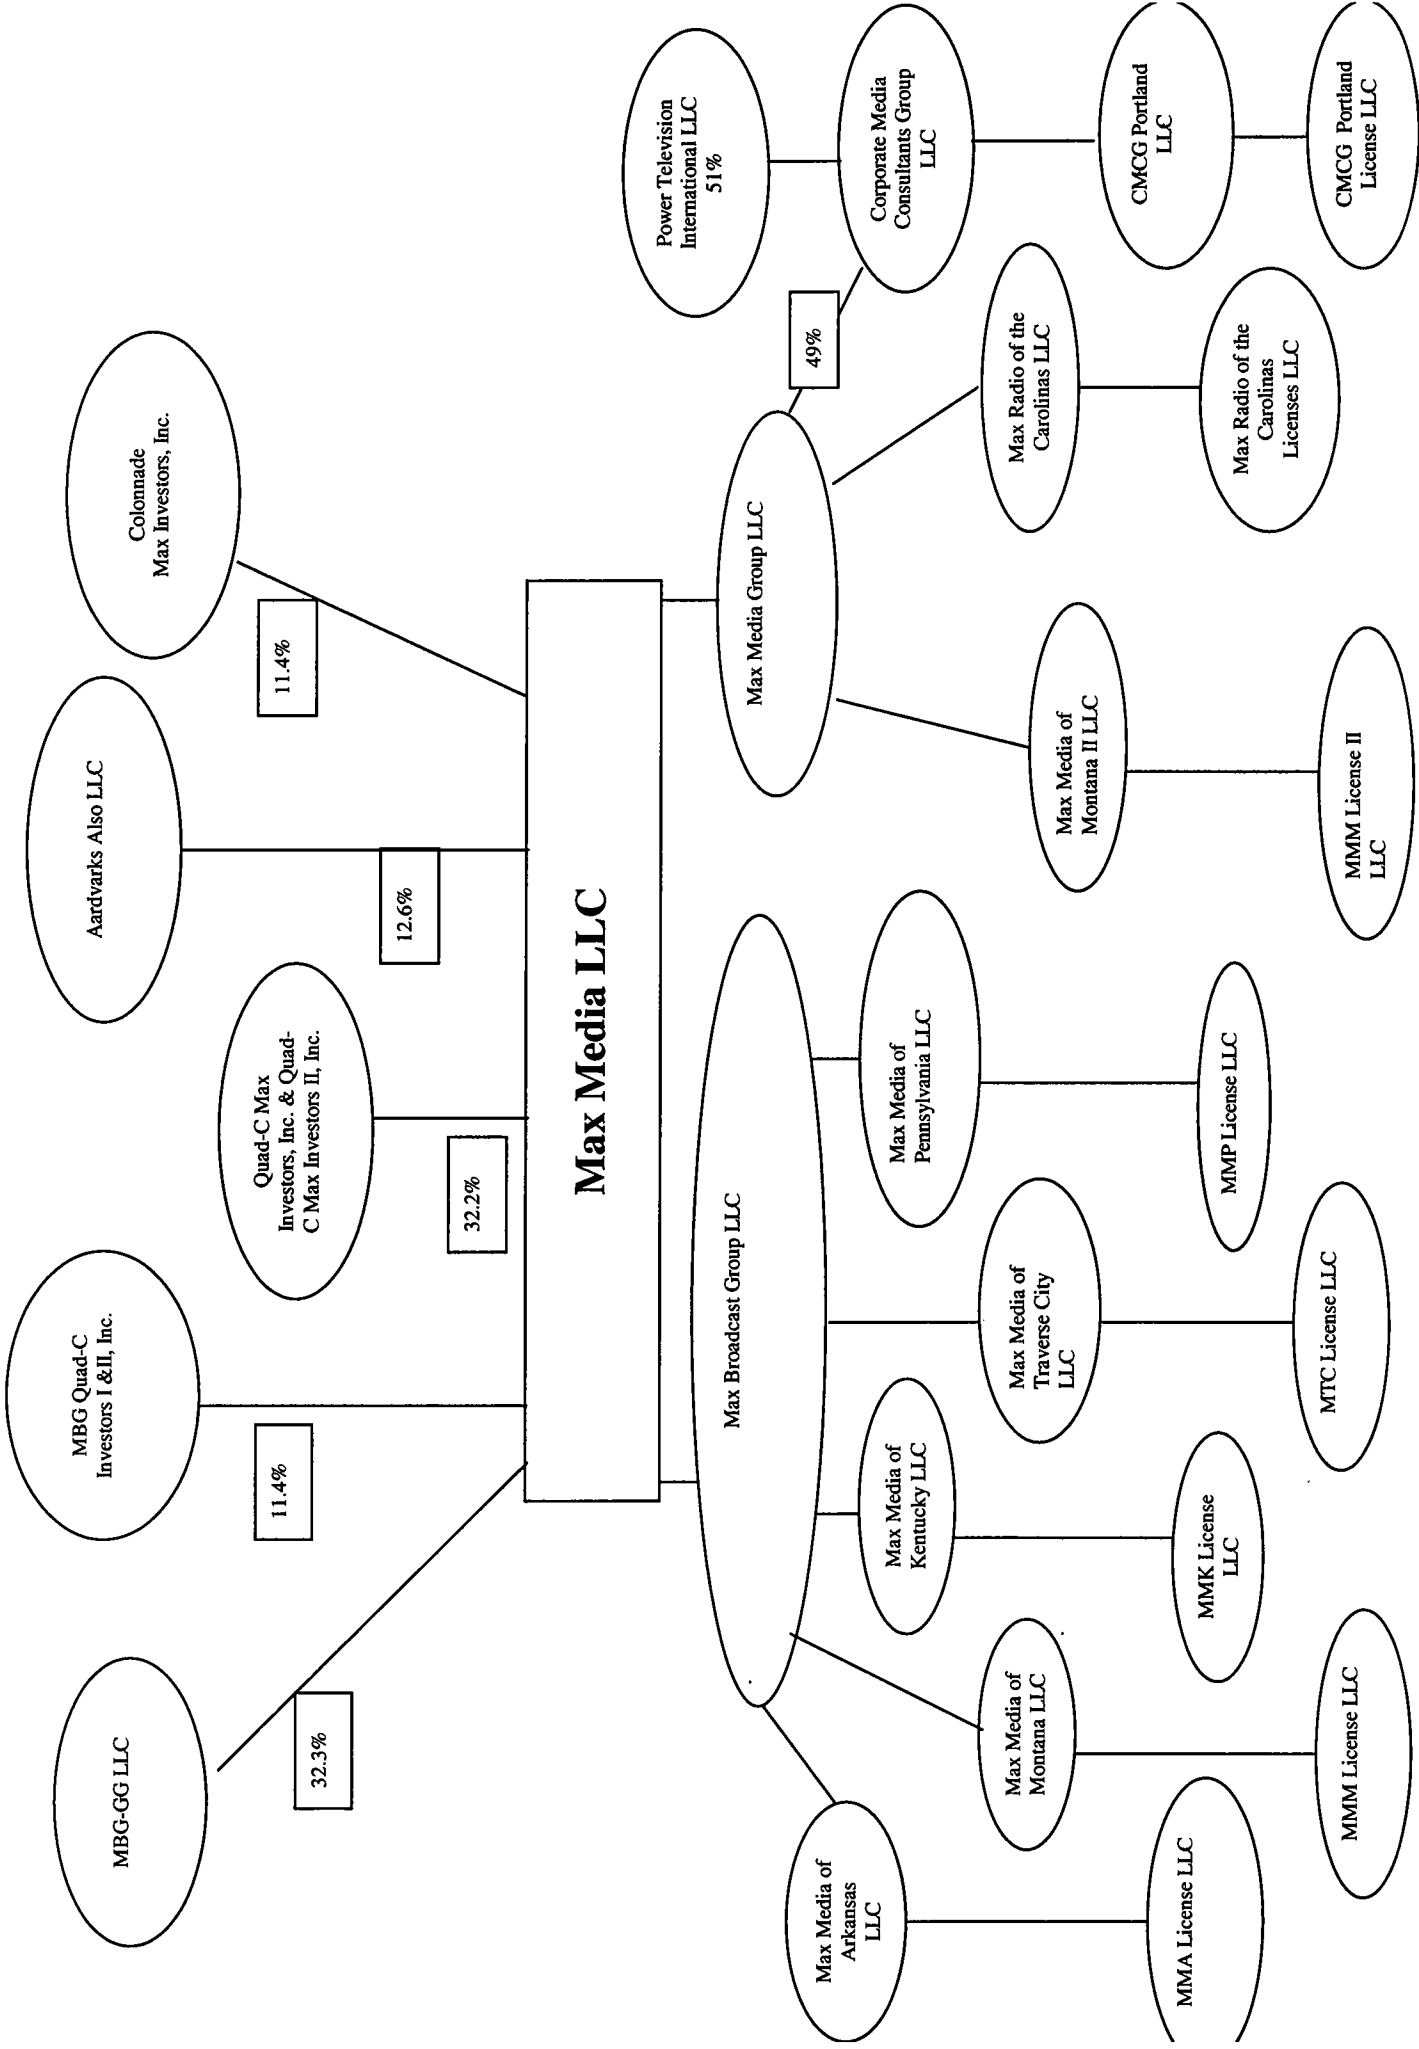 MBG-GG LLC
MBG Quad-C
Investors I &II, Inc.
Quad-C Max
Investors, Inc. & Quad-
C Max Investors II, Inc.
Aardvarks Also LLC
Colonnade
Max Investors, Inc.
32.3%
11.4%
32.2%
12.6%
11.4%
Max Media LLC
Max Broadcast Group LLC
Max Media Group LLC
49%
Power Television
International LLC
51%
Corporate Media
Consultants Group
LLC
Max Media of
Arkansas
LLC
Max Media of
Montana LLC
Max Media of
Kentucky LLC
Max Media of
Traverse City
LLC
Max Media of
Pennsylvania LLC
Max Media of
Montana II LLC
Max Radio of the
Carolinas LLC
CMCG Portland
LLC
MMA License LLC
MMM License LLC
MMK License
LLC
MTC License LLC
MMP License LLC
MMM License II
LLC
Max Radio of the
Carolinas
Licenses LLC
CMCG Portland
License LLC